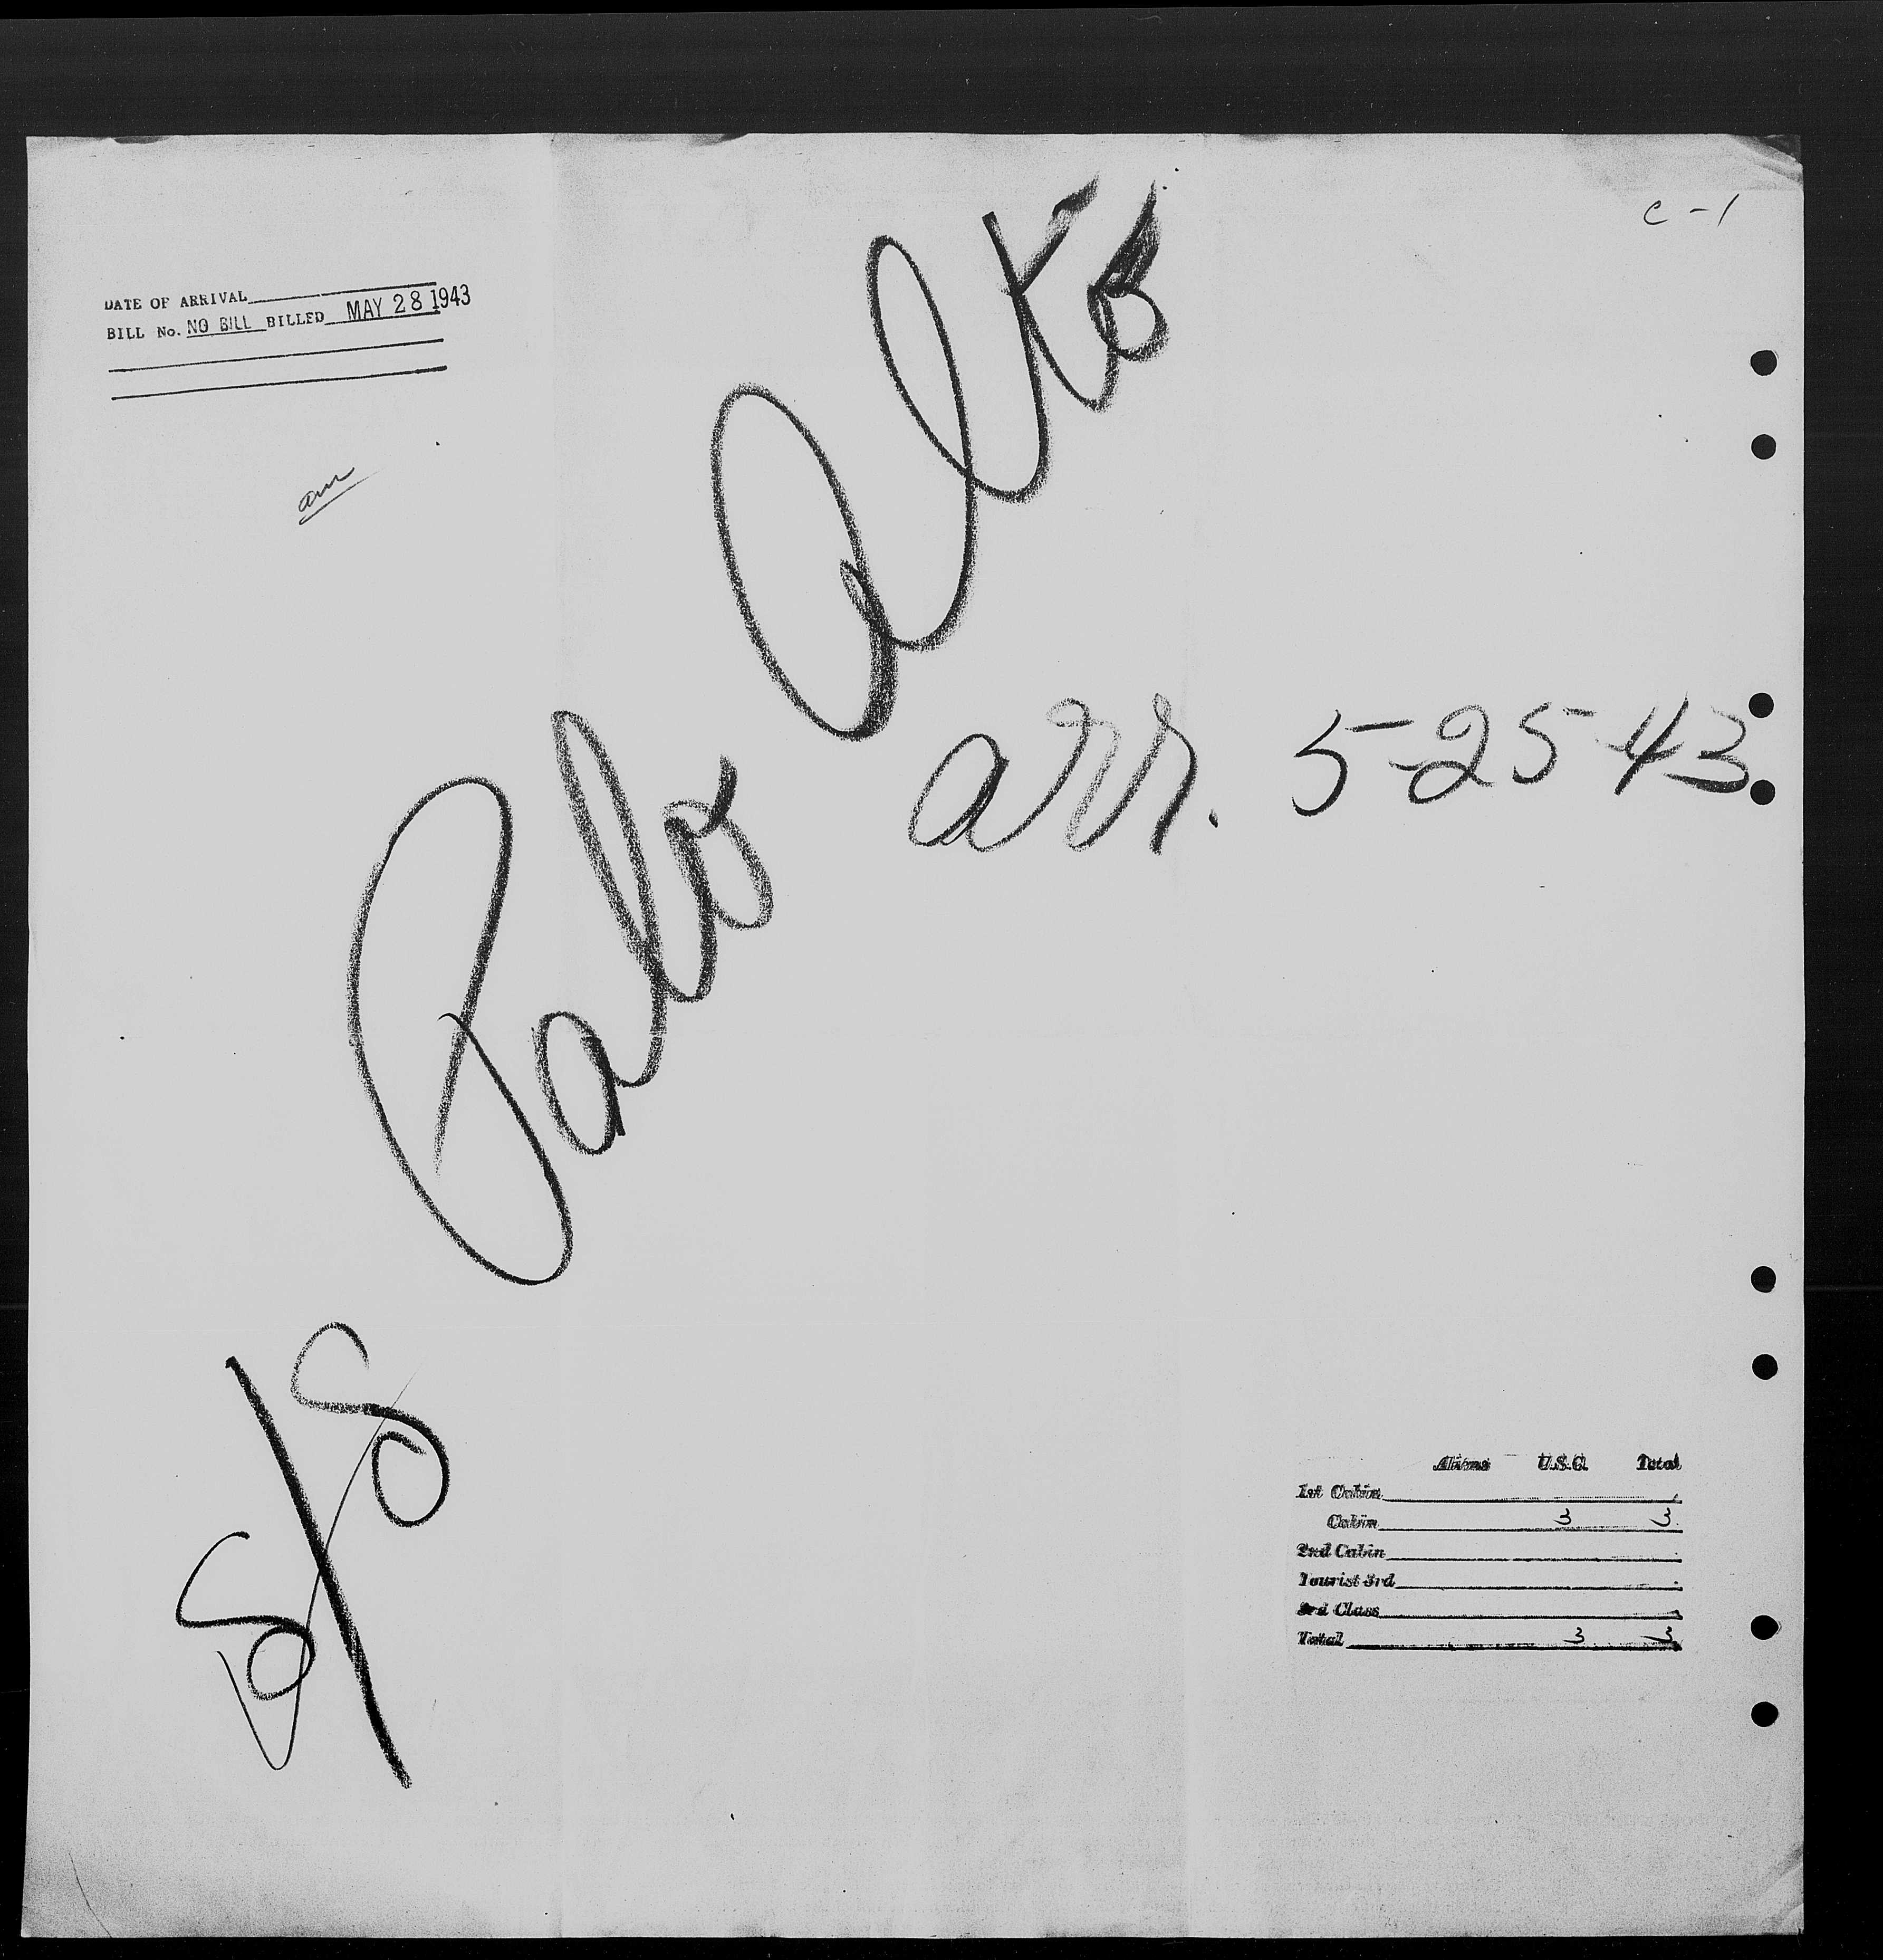 C-1
DATE OF ARRIVAL
BILL No. NO BILL BILLED MAY 28 1943
am
S/S Palo Alto
arr. 5-25-43
Aliens U.S.C. Total
1st Cabin
Cabin 3 3
2nd Cabin
Tourist 3rd
3rd Class
Total 3 3